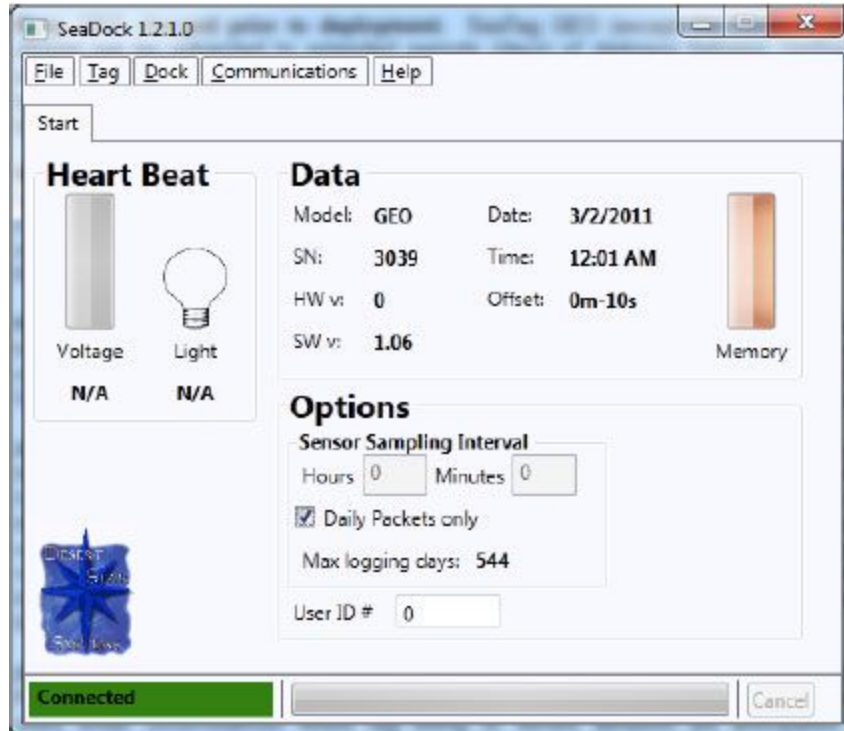 SeaDock 1.2.1.0
File Tag Dock Communications Help
Start
Heart Beat
Voltage Light
N/A N/A
Data
Model: GEO Date: 3/2/2011
SN: 3039 Time: 12:01 AM
HW v: 0 Offset: 0m-10s
SW v: 1.06
Memory
Options
Sensor Sampling Interval
Hours 0 Minutes 0
Daily Packets only
Max logging days: 544
User ID # 0
Desert
Star
Connected
Cancel